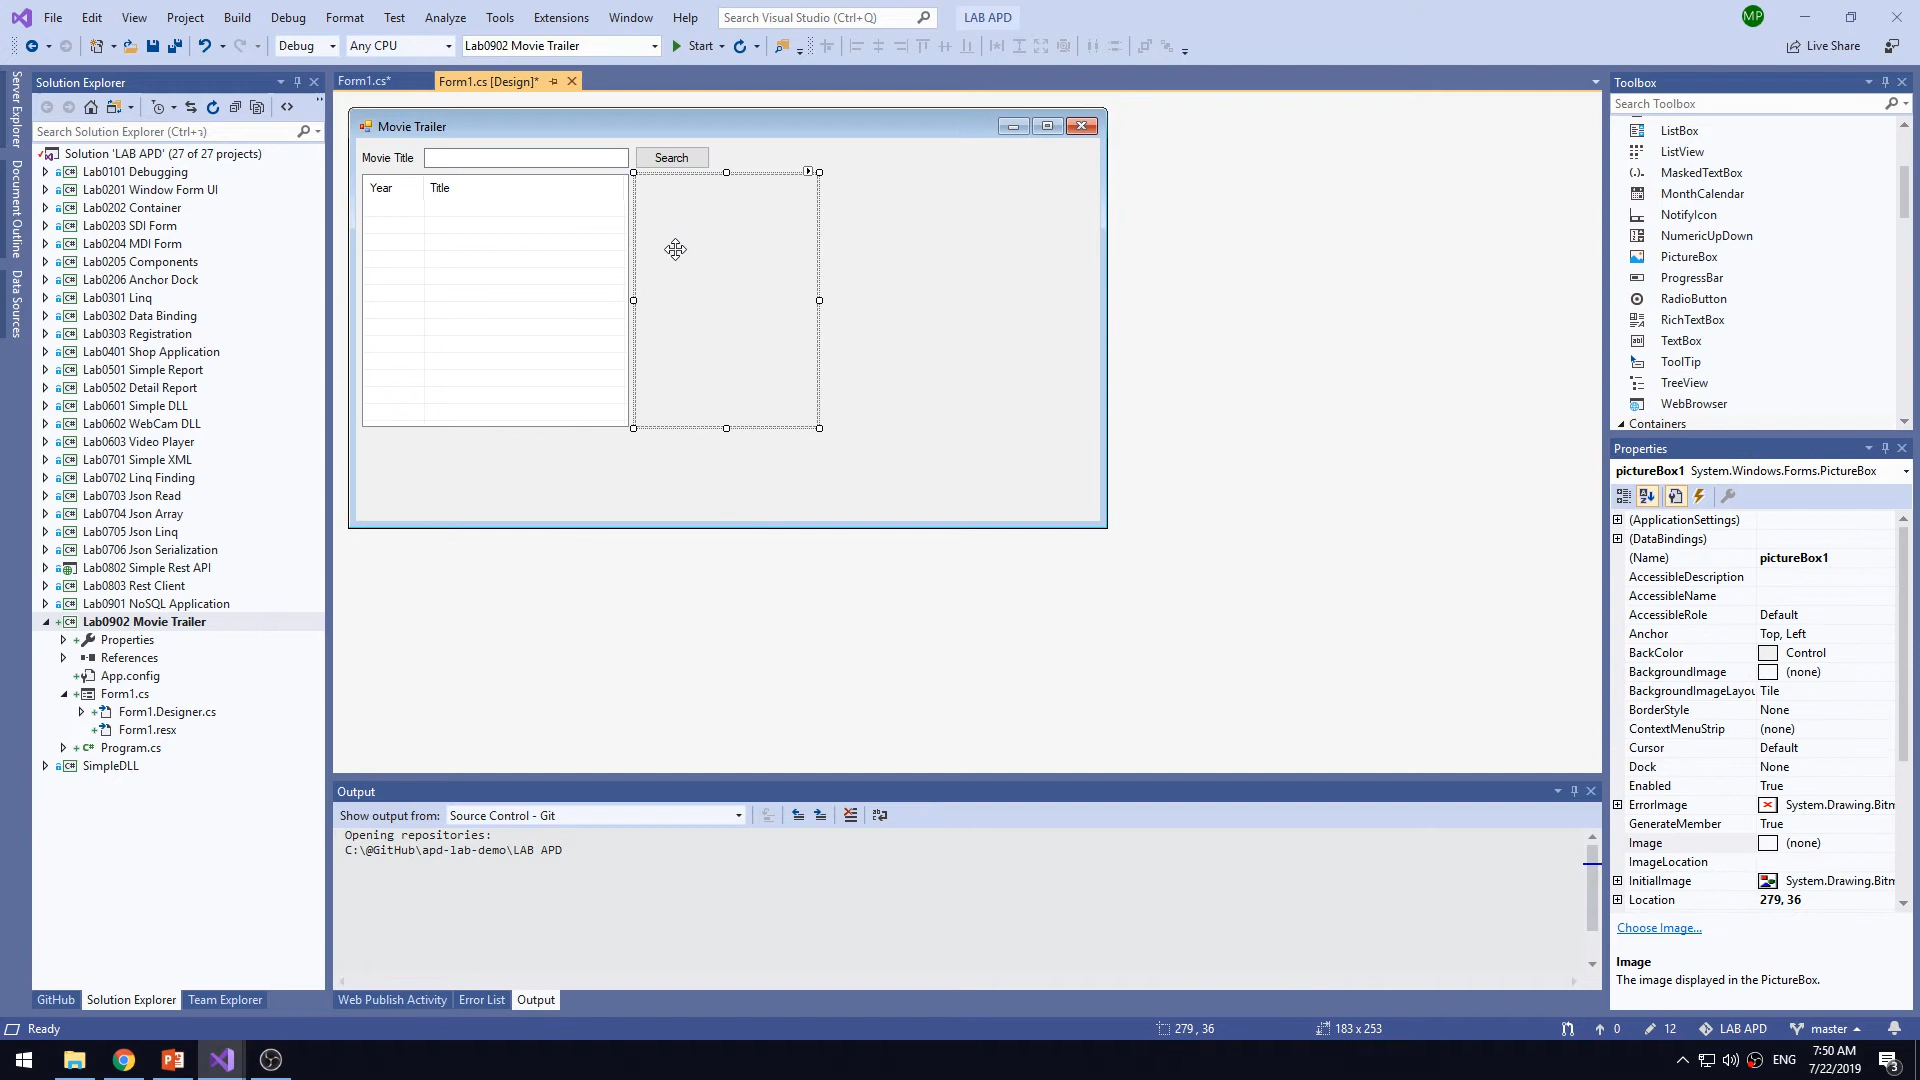 File Edit View Project Build Debug Format Test Analyze Tools Extensions Window Help Search Visual Studio (Ctrl+Q) LAB APD MP
Debug Any CPU Lab0902 Movie Trailer Start Live Share
Server Explorer
Document Outline
Data Sources
Solution Explorer
Search Solution Explorer (Ctrl+
Solution 'LAB APD' (27 of 27 projects)
Lab0101 Debugging
Lab0201 Window Form UI
Lab0202 Container
Lab0203 SDI Form
Lab0204 MDI Form
Lab0205 Components
Lab0206 Anchor Dock
Lab0301 Linq
Lab0302 Data Binding
Lab0303 Registration
Lab0401 Shop Application
Lab0501 Simple Report
Lab0502 Detail Report
Lab0601 Simple DLL
Lab0602 WebCam DLL
Lab0603 Video Player
Lab0701 Simple XML
Lab0702 Linq Finding
Lab0703 Json Read
Lab0704 Json Array
Lab0705 Json Linq
Lab0706 Json Serialization
Lab0802 Simple Rest API
Lab0803 Rest Client
Lab0901 NoSQL Application
Lab0902 Movie Trailer
Properties
References
App.config
Form1.cs
Form1.Designer.cs
Form1.resx
Program.cs
SimpleDLL
GitHub Solution Explorer Team Explorer
Form1.cs* Form1.cs [Design]*
Movie Trailer
Movie Title Search
Year Title
Output
Show output from: Source Control - Git
Opening repositories:
C:\@GitHub\apd-lab-demo\LAB APD
Web Publish Activity Error List Output
Toolbox
Search Toolbox
ListBox
ListView
MaskedTextBox
MonthCalendar
NotifyIcon
NumericUpDown
PictureBox
ProgressBar
RadioButton
RichTextBox
TextBox
ToolTip
TreeView
WebBrowser
Containers
Properties
pictureBox1 System.Windows.Forms.PictureBox
(ApplicationSettings)
(DataBindings)
(Name) pictureBox1
AccessibleDescription
AccessibleName
AccessibleRole Default
Anchor Top, Left
BackColor Control
BackgroundImage (none)
BackgroundImageLayou Tile
BorderStyle None
ContextMenuStrip (none)
Cursor Default
Dock None
Enabled True
ErrorImage System.Drawing.Bitm
GenerateMember True
Image (none)
ImageLocation
InitialImage System.Drawing.Bitm
Location 279, 36
Choose Image...
Image
The image displayed in the PictureBox.
Ready 279 , 36 183 x 253 0 12 LAB APD master
ENG 7:50 AM
7/22/2019 3